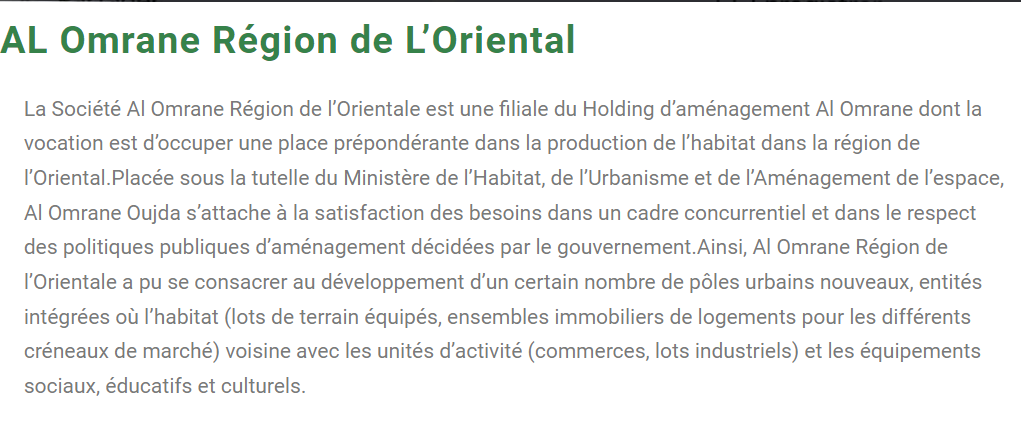 AL Omrane Région de L’Oriental
La Société Al Omrane Région de l’Orientale est une filiale du Holding d’aménagement Al Omrane dont la
vocation est d’occuper une place prépondérante dans la production de l’habitat dans la région de
l’Oriental.Placée sous la tutelle du Ministère de l’Habitat, de l’Urbanisme et de l’Aménagement de l’espace,
Al Omrane Oujda s’attache à la satisfaction des besoins dans un cadre concurrentiel et dans le respect
des politiques publiques d’aménagement décidées par le gouvernement.Ainsi, Al Omrane Région de
l’Orientale a pu se consacrer au développement d’un certain nombre de pôles urbains nouveaux, entités
intégrées où l’habitat (lots de terrain équipés, ensembles immobiliers de logements pour les différents
créneaux de marché) voisine avec les unités d’activité (commerces, lots industriels) et les équipements
sociaux, éducatifs et culturels.